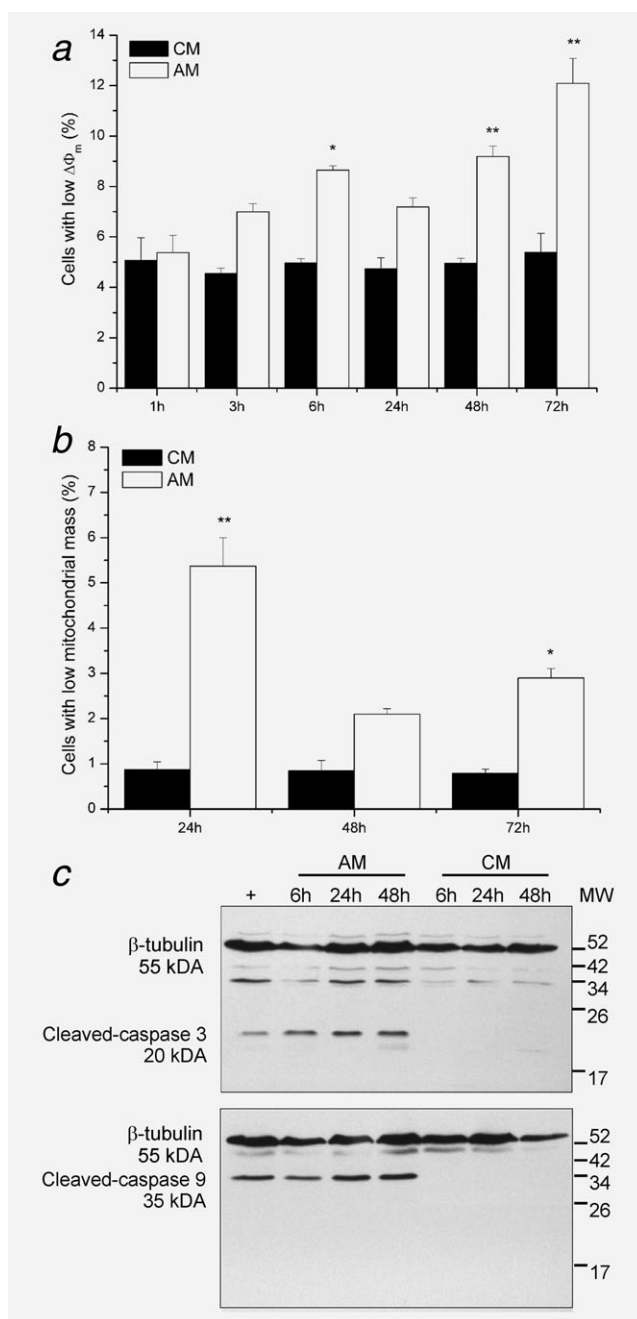 a
CM
AM
14
12
10
8
6
4
2
0
Cells with low ΔΦm (%)
*
**
**
1h 3h 6h 24h 48h 72h
b
CM
AM
8
7
6
5
4
3
2
1
0
Cells with low mitochondrial mass (%)
**
*
24h 48h 72h
c
AM CM
+ 6h 24h 48h 6h 24h 48h MW
β-tubulin
55 kDA
Cleaved-caspase 3
20 kDA
52
42
34
26
17
β-tubulin
55 kDA
Cleaved-caspase 9
35 kDA
52
42
34
26
17